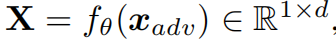 X = f_θ(x_adv) ∈ ℝ^{1×d}.